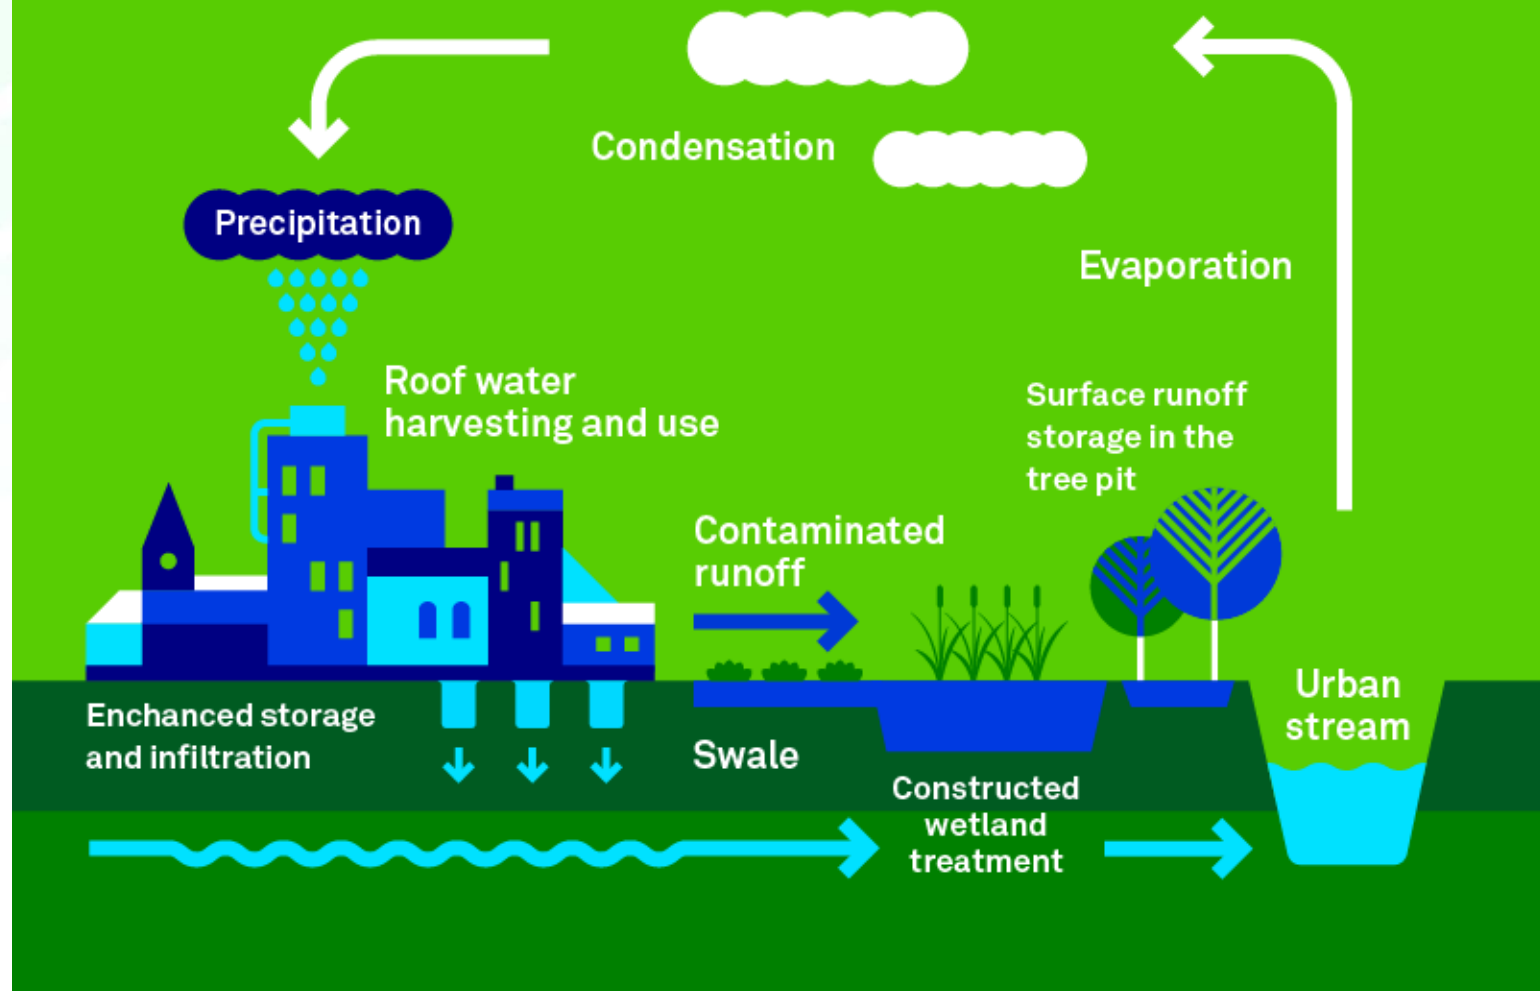 Condensation
Precipitation
Evaporation
Roof water
harvesting and use
Surface runoff
storage in the
tree pit
Contaminated
runoff
Urban
stream
Enchanced storage
and infiltration
Swale
Constructed
wetland
treatment